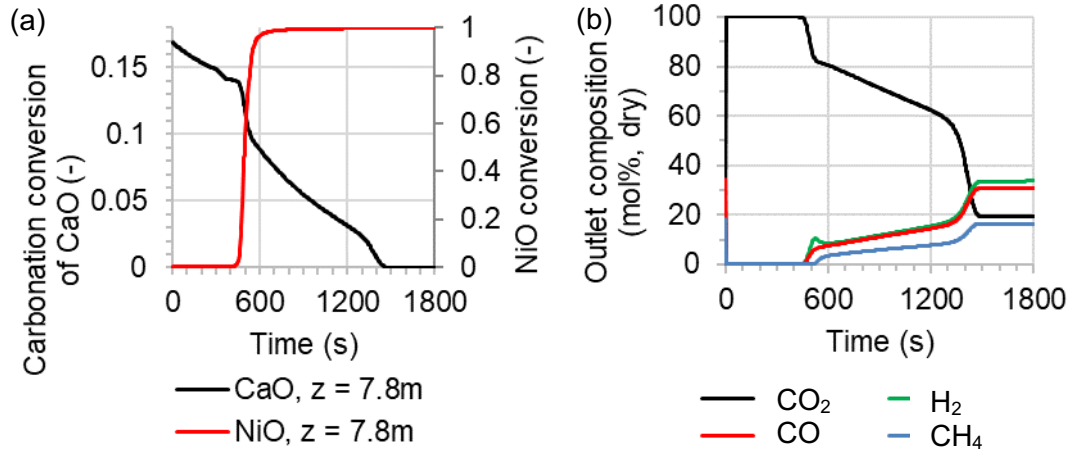 (a)
Carbonation conversion
of CaO (-)
0.15
0.1
0.05
0
1
0.8
0.6
0.4
0.2
0
NiO conversion (-)
0 600 1200 1800
Time (s)
CaO, z = 7.8m
NiO, z = 7.8m
(b)
Outlet composition
(mol%, dry)
100
80
60
40
20
0
0 600 1200 1800
Time (s)
CO₂ H₂
CO CH₄